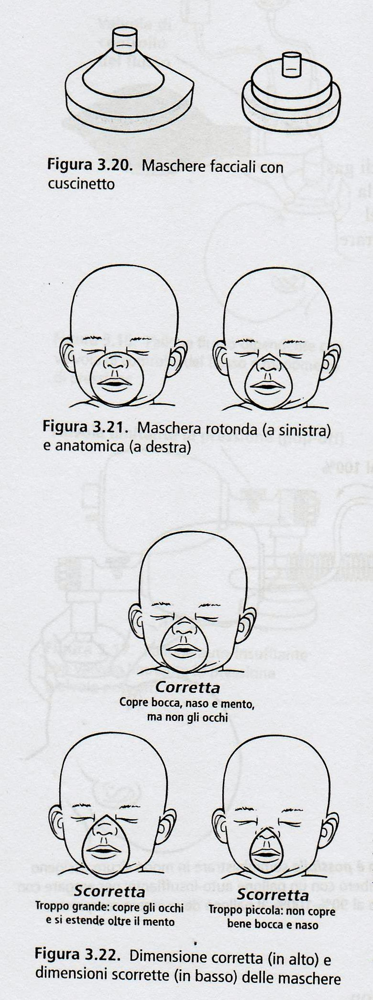 Figura 3.20. Maschere facciali con
cuscinetto
Figura 3.21. Maschera rotonda (a sinistra)
e anatomica (a destra)
Corretta
Copre bocca, naso e mento,
ma non gli occhi
Scorretta
Troppo grande: copre gli occhi
e si estende oltre il mento
Scorretta
Troppo piccola: non copre
bene bocca e naso
Figura 3.22. Dimensione corretta (in alto) e
dimensioni scorrette (in basso) delle maschere